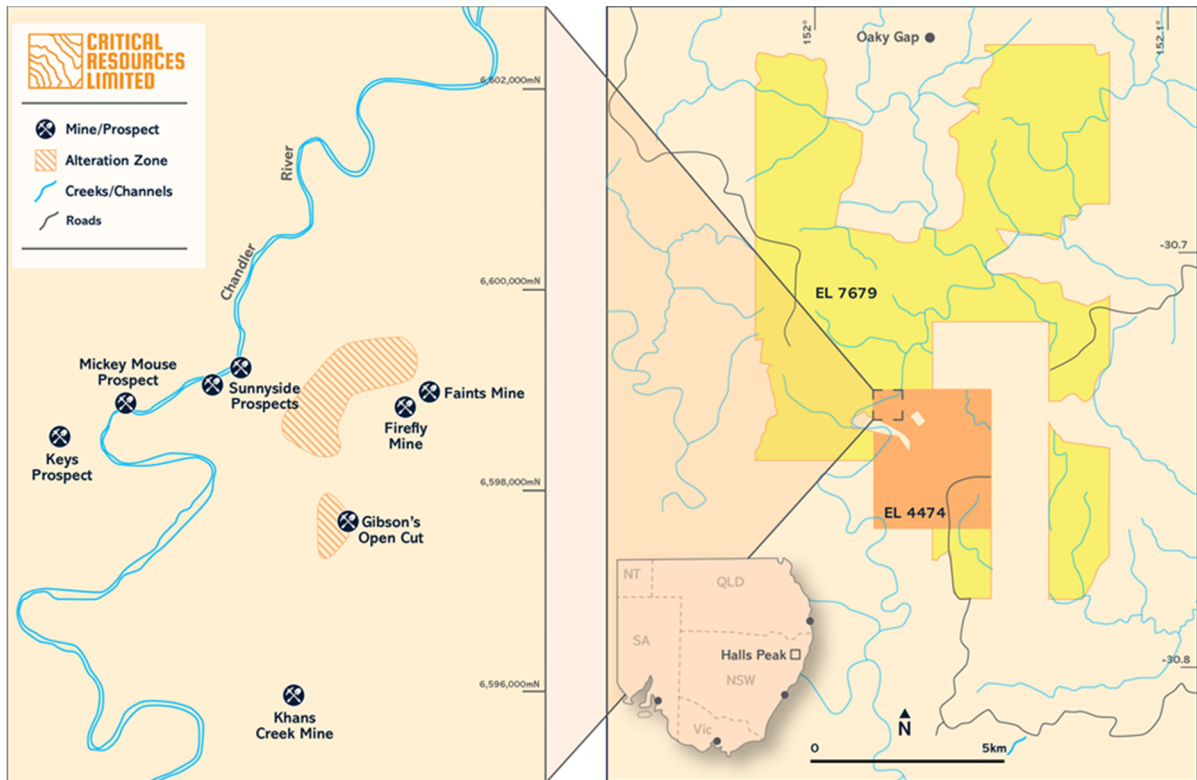 CRITICAL
RESOURCES
LIMITED
Mine/Prospect
Alteration Zone
Creeks/Channels
Roads
6,602,000mN
River
Chandler
6,600,000mN
Mickey Mouse
Prospect
Sunnyside
Prospects
Faints Mine
Firefly
Mine
Keys
Prospect
6,598,000mN
Gibson's
Open Cut
6,596,000mN
Khans
Creek Mine
152°
Oaky Gap
152.1°
-30.7
EL 7679
EL 4474
NT
QLD
SA
Halls Peak
NSW
Vic
-30.8
N
0
5km